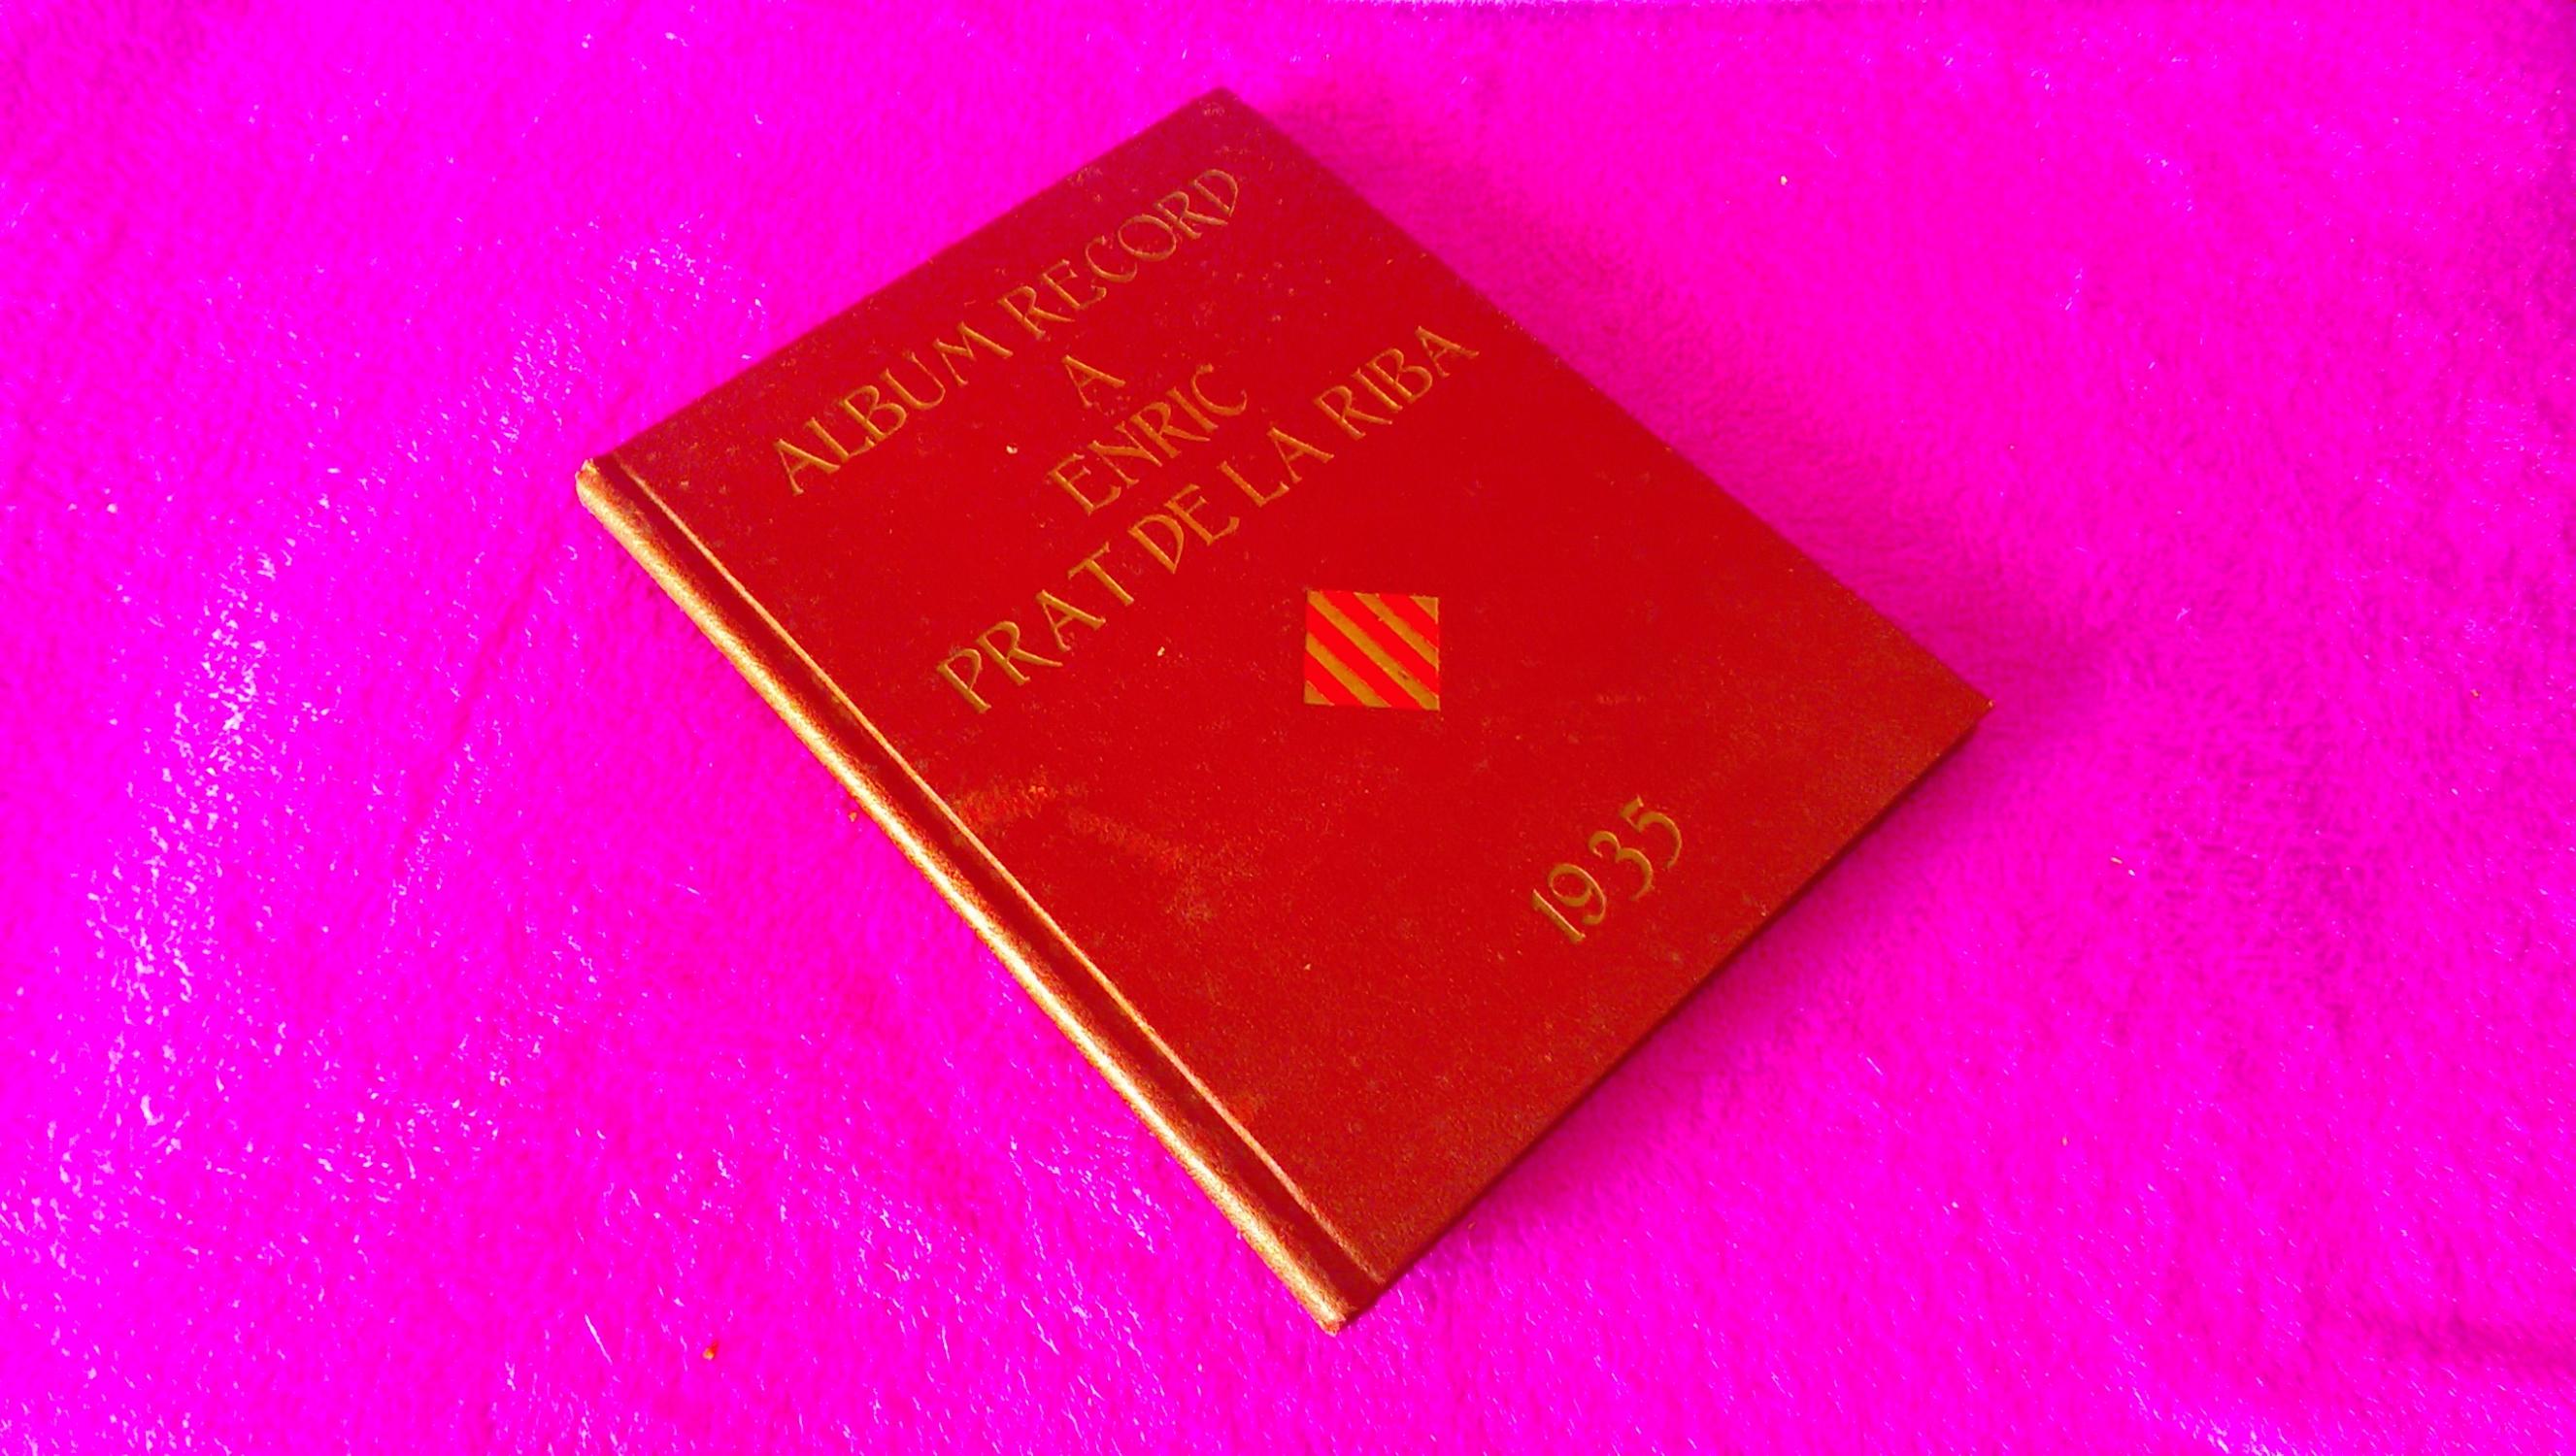 ALBUM RECORD
A
ENRIC
PRAT DE LA RIBA
1935